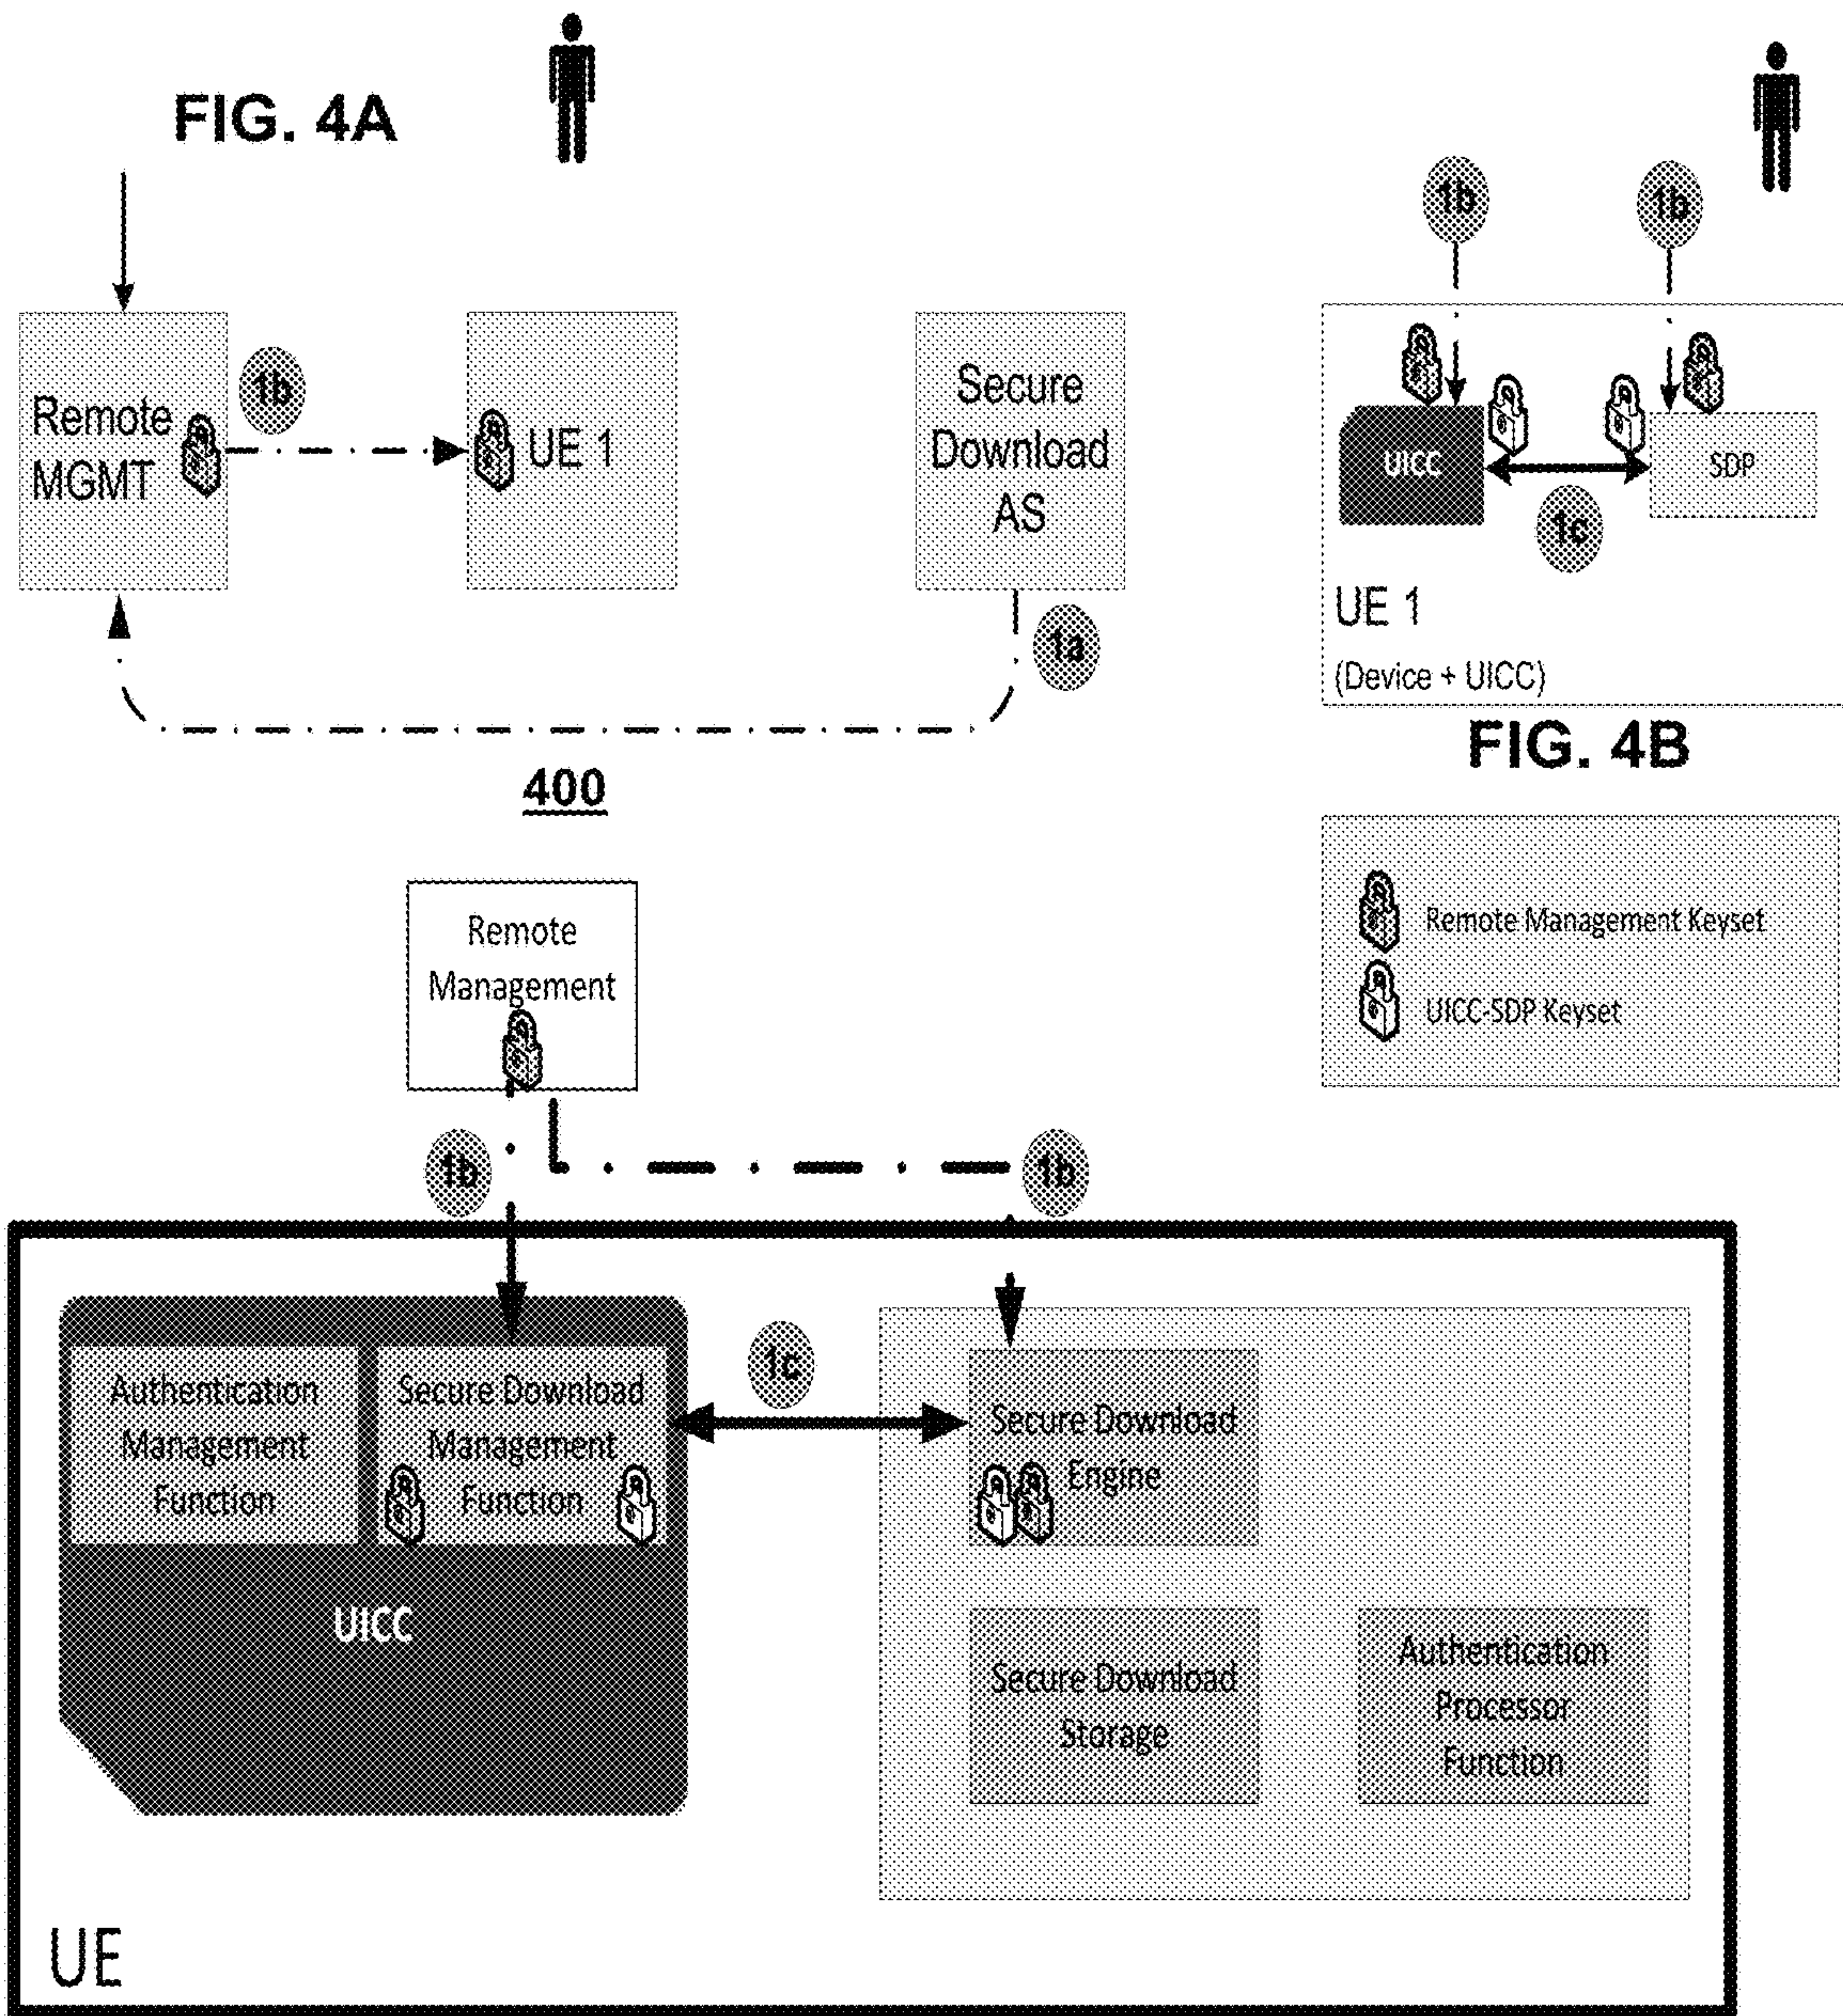 FIG. 4A
Remote
MGMT
1b
UE 1
Secure
Download
AS
1a
400
1b
1b
UICC
SDP
1c
UE 1
(Device + UICC)
FIG. 4B
Remote Management Keyset
UICC-SDP Keyset
Remote
Management
1b
1b
Authentication
Management
Function
Secure Download
Management
Function
UICC
1c
Secure Download
Engine
Secure Download
Storage
Authentication
Processor
Function
UE